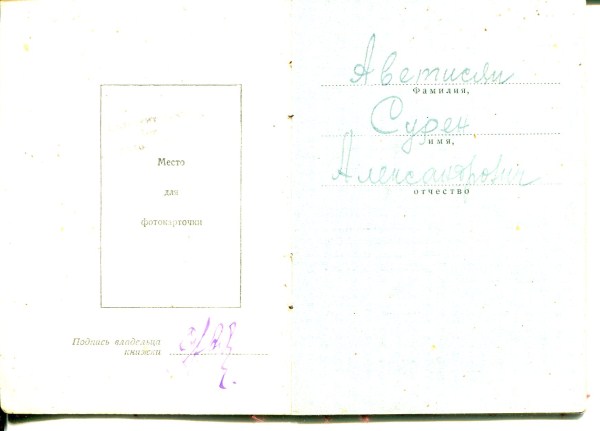 Место
для
фотокарточки
Подпись владельца
книжки
Аветисян
Фамилия,
Сурен
имя,
Александрович
отчество